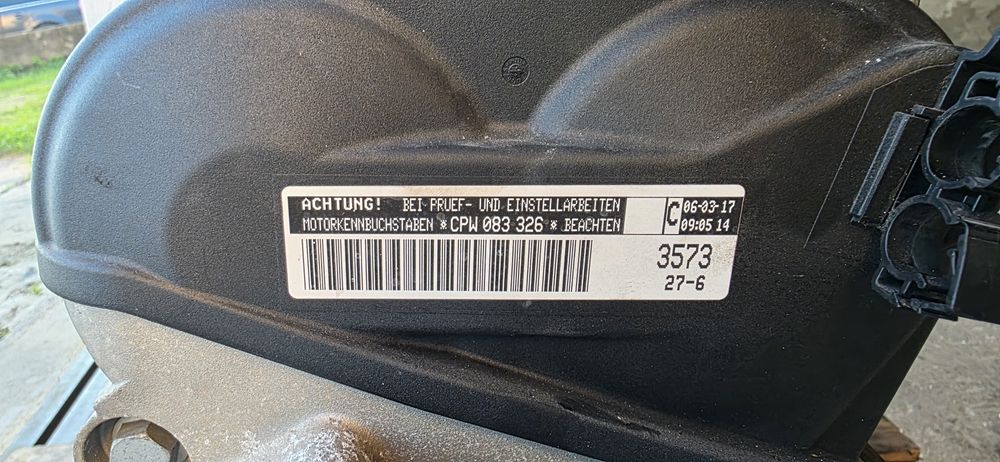 ACHTUNG! BEI PRUEF- UND EINSTELLARBEITEN
MOTORKENNBUCHSTABEN *CPW 083 326* BEACHTEN
C
06-03-17
09:05 14
3573
27-6